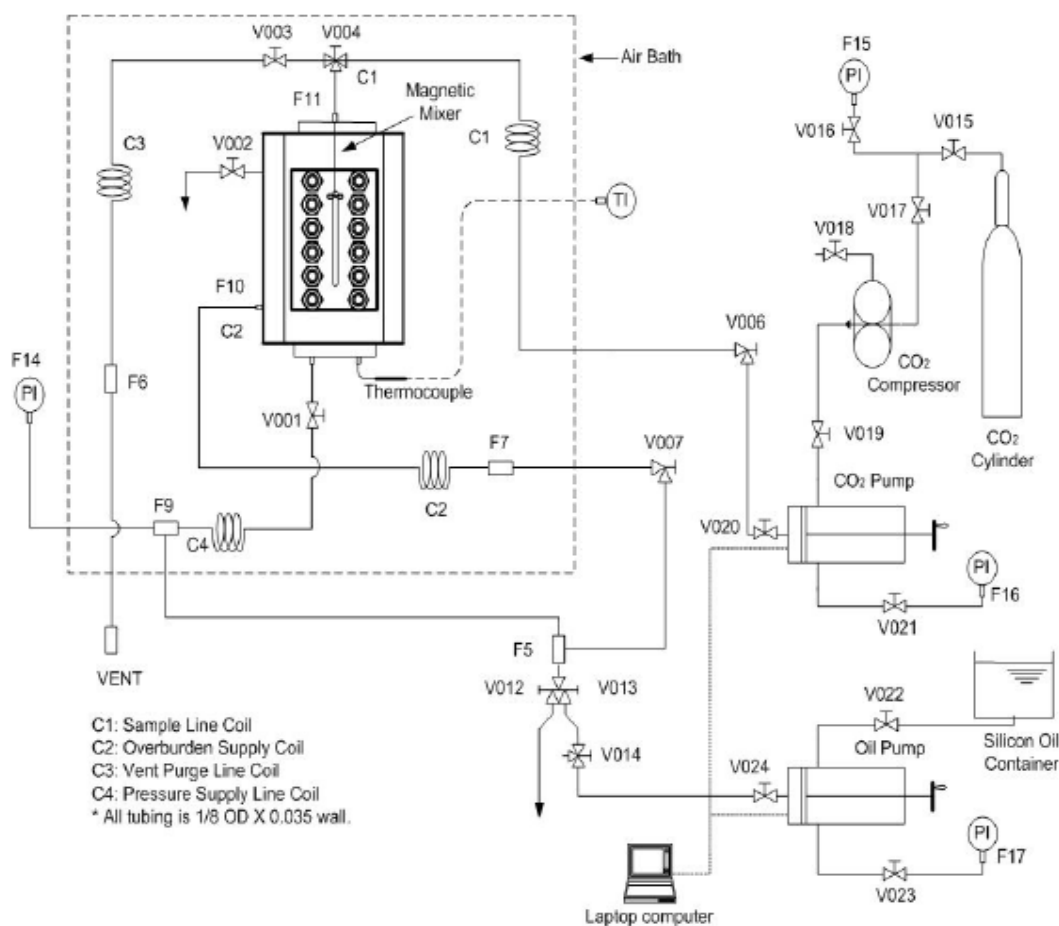 V003
V004
Air Bath
F15
PI
C1
V016
V015
F11
Magnetic
Mixer
C3
V002
C1
TI
V017
V018
F10
C2
V006
F14
PI
F6
Thermocouple
CO₂
Compressor
V001
V019
CO₂
Cylinder
F7
V007
CO₂ Pump
F9
C4
C2
V020
PI
F16
V021
F5
VENT
V012
V013
V022
C1: Sample Line Coil
C2: Overburden Supply Coil
C3: Vent Purge Line Coil
C4: Pressure Supply Line Coil
* All tubing is 1/8 OD X 0.035 wall.
Oil Pump
Silicon Oil
Container
V014
V024
PI
F17
V023
Laptop computer